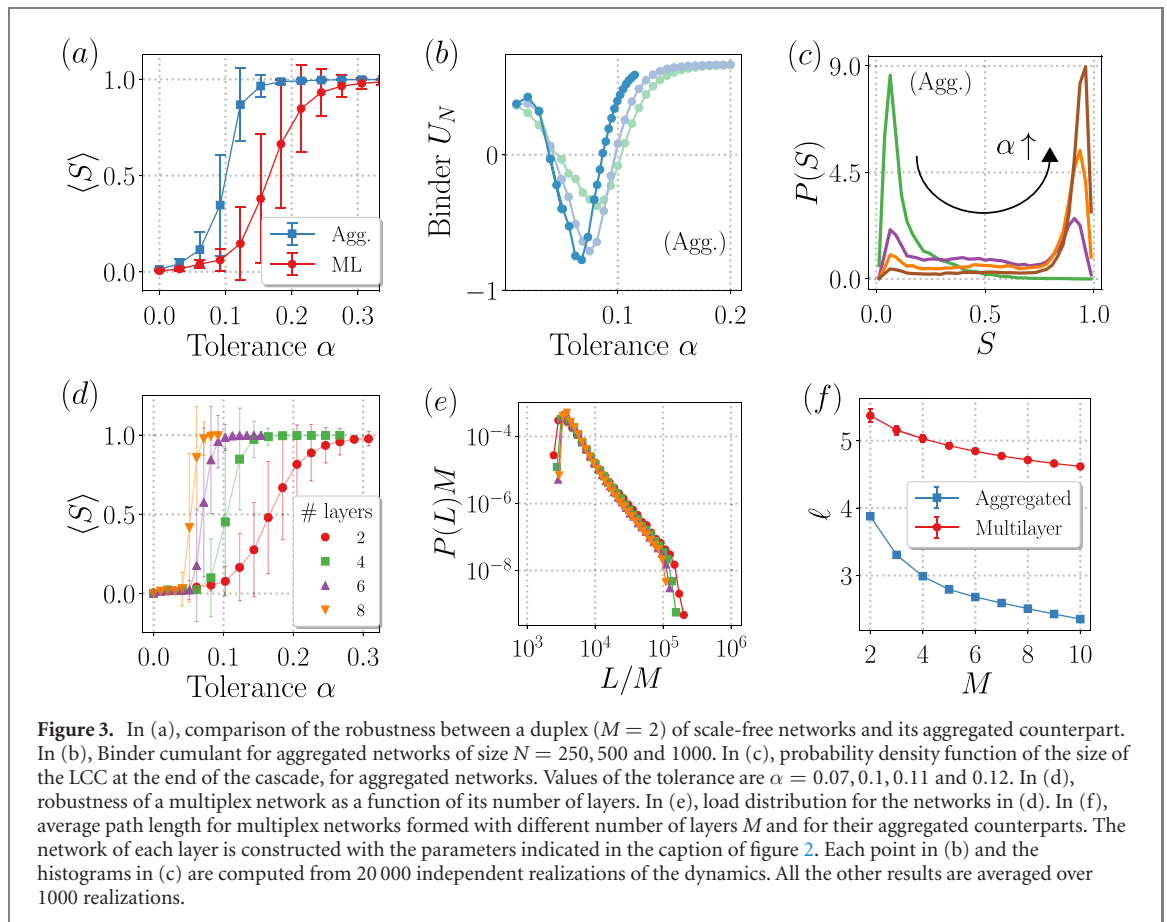 (a)
1.0
0.5
0.0
⟨S⟩
Agg.
ML
0.0 0.1 0.2 0.3
Tolerance α
(b)
0
−1
Binder U_N
(Agg.)
0.1 0.2
Tolerance α
(c)
9.0
4.5
0.0
P(S)
(Agg.)
α ↑
0.0 0.5 1.0
S
(d)
1.0
0.5
0.0
⟨S⟩
# layers
2
4
6
8
0.0 0.1 0.2 0.3
Tolerance α
(e)
10⁻⁴
10⁻⁶
10⁻⁸
P(L)M
10³ 10⁴ 10⁵ 10⁶
L/M
(f)
5
4
3
ℓ
Aggregated
Multilayer
2 4 6 8 10
M
Figure 3. In (a), comparison of the robustness between a duplex (M = 2) of scale-free networks and its aggregated counterpart.
In (b), Binder cumulant for aggregated networks of size N = 250, 500 and 1000. In (c), probability density function of the size of
the LCC at the end of the cascade, for aggregated networks. Values of the tolerance are α = 0.07, 0.1, 0.11 and 0.12. In (d),
robustness of a multiplex network as a function of its number of layers. In (e), load distribution for the networks in (d). In (f),
average path length for multiplex networks formed with different number of layers M and for their aggregated counterparts. The
network of each layer is constructed with the parameters indicated in the caption of figure 2. Each point in (b) and the
histograms in (c) are computed from 20 000 independent realizations of the dynamics. All the other results are averaged over
1000 realizations.